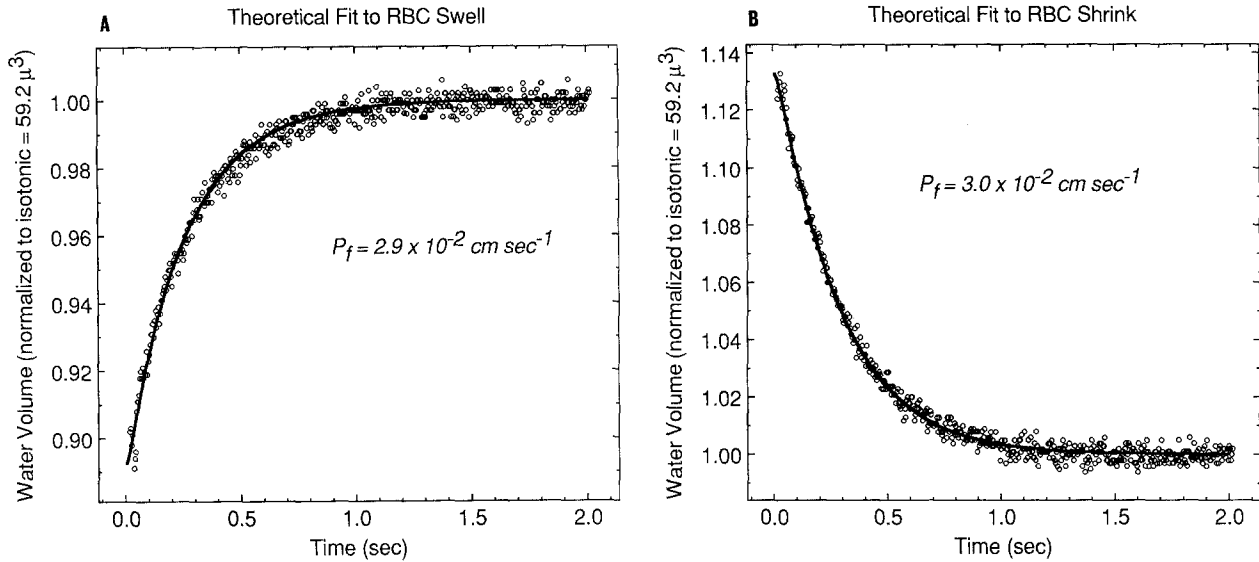 A
Theoretical Fit to RBC Swell
Water Volume (normalized to isotonic = 59.2 μ³)
1.00
0.98
0.96
0.94
0.92
0.90
P_f = 2.9 x 10⁻² cm sec⁻¹
0.0 0.5 1.0 1.5 2.0
Time (sec)
B
Theoretical Fit to RBC Shrink
Water Volume (normalized to isotonic = 59.2 μ³)
1.14
1.12
1.10
1.08
1.06
1.04
1.02
1.00
P_f = 3.0 x 10⁻² cm sec⁻¹
0.0 0.5 1.0 1.5 2.0
Time (sec)